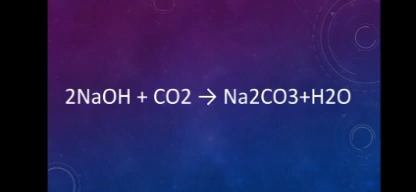 2NaOH + CO2 → Na2CO3+H2O